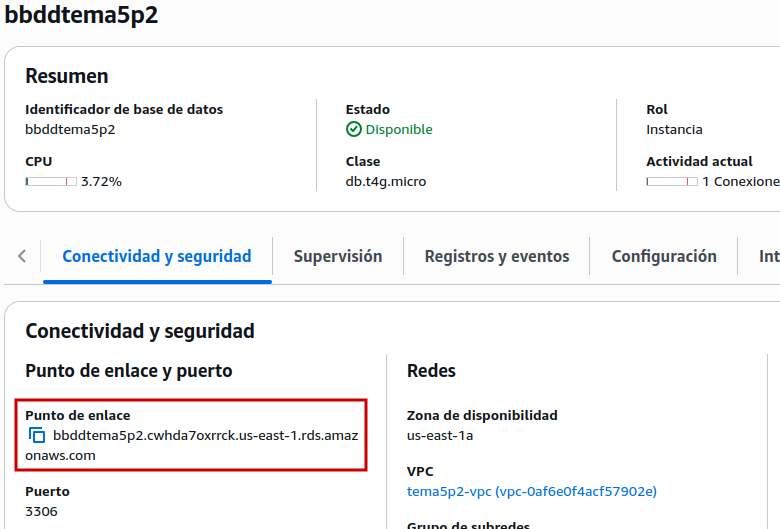 bbddtema5p2
Resumen
Identificador de base de datos
bbddtema5p2
Estado
Disponible
Rol
Instancia
CPU
3.72%
Clase
db.t4g.micro
Actividad actual
1 Conexione
Conectividad y seguridad
Supervisión
Registros y eventos
Configuración
Int
Conectividad y seguridad
Punto de enlace y puerto
Punto de enlace
bbddtema5p2.cwhda7oxrrck.us-east-1.rds.amaz
onaws.com
Puerto
3306
Redes
Zona de disponibilidad
us-east-1a
VPC
tema5p2-vpc (vpc-0af6e0f4acf57902e)
Grupo de subredes